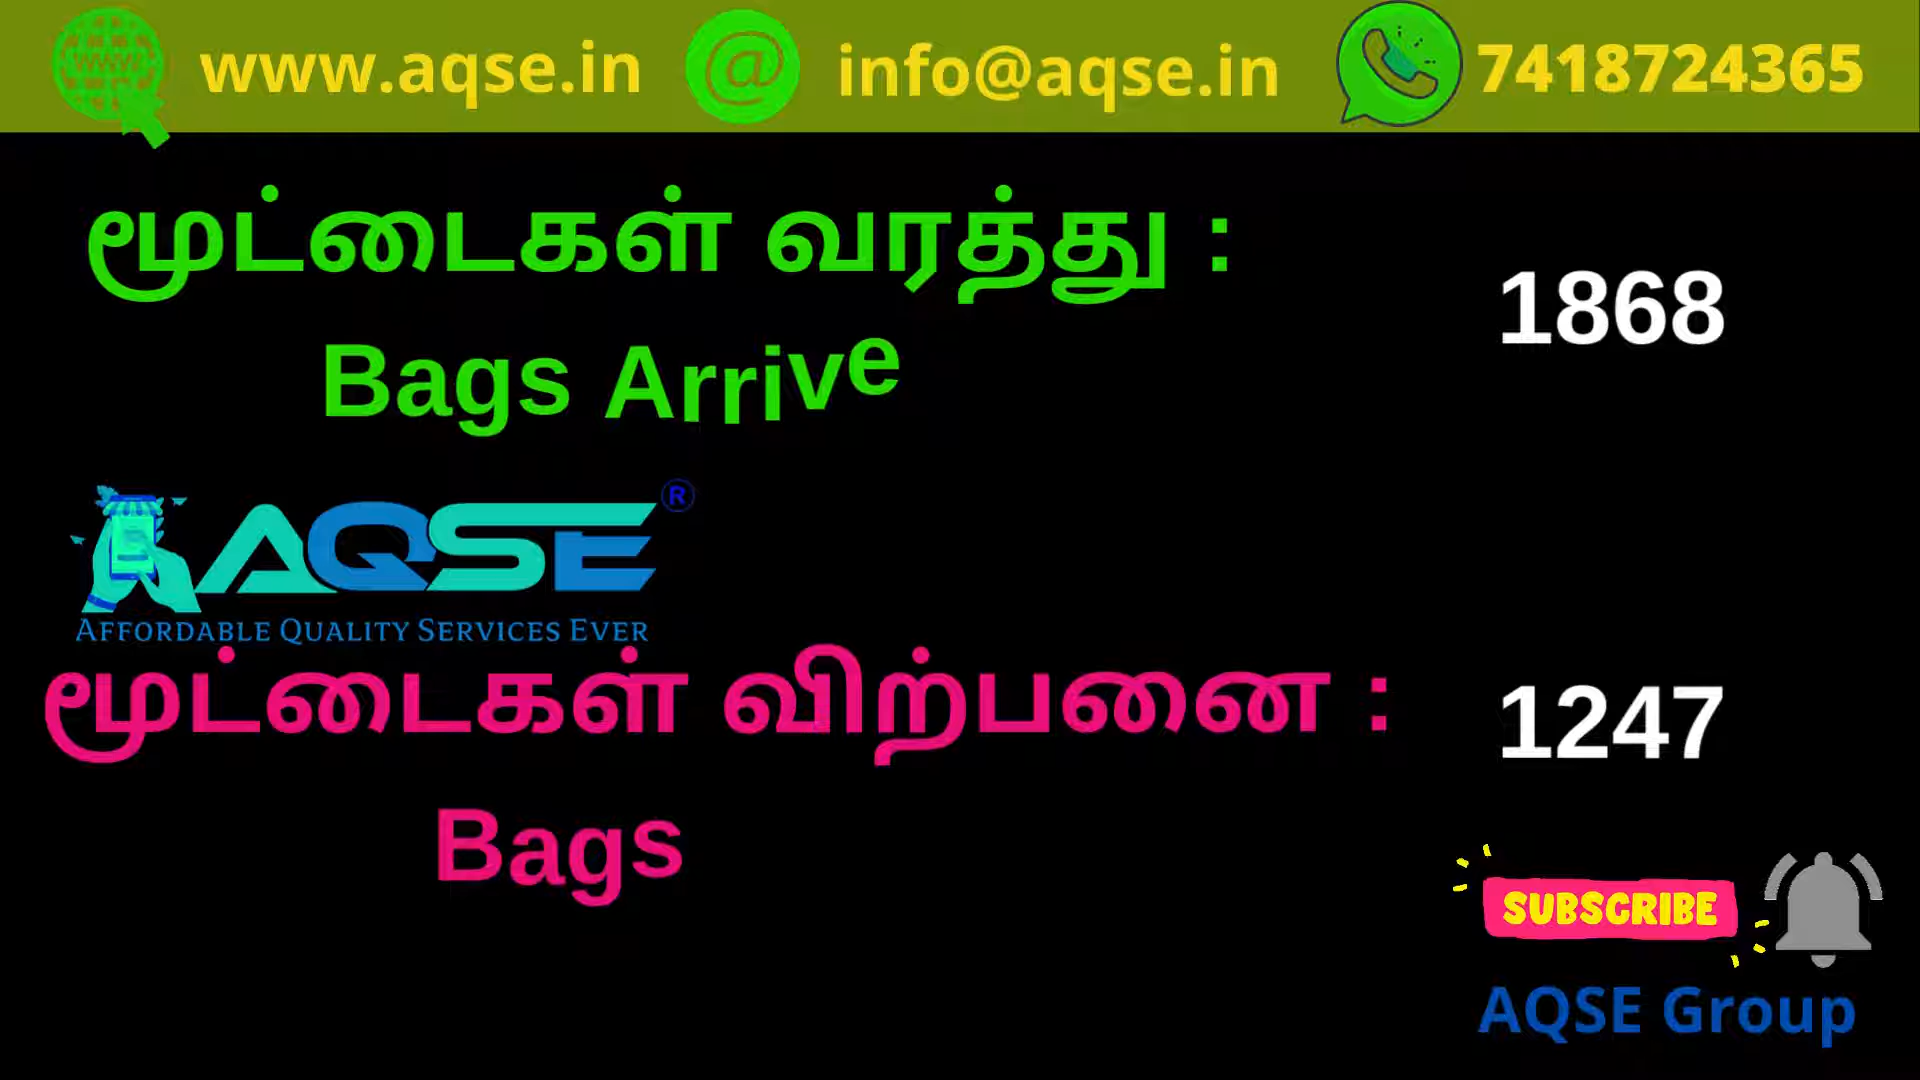 www.aqse.in info@aqse.in 7418724365
மூட்டைகள் வரத்து :
1868
Bags Arrive
AQSE ®
AFFORDABLE QUALITY SERVICES EVER
மூட்டைகள் விற்பனை :
1247
Bags
SUBSCRIBE
AQSE Group